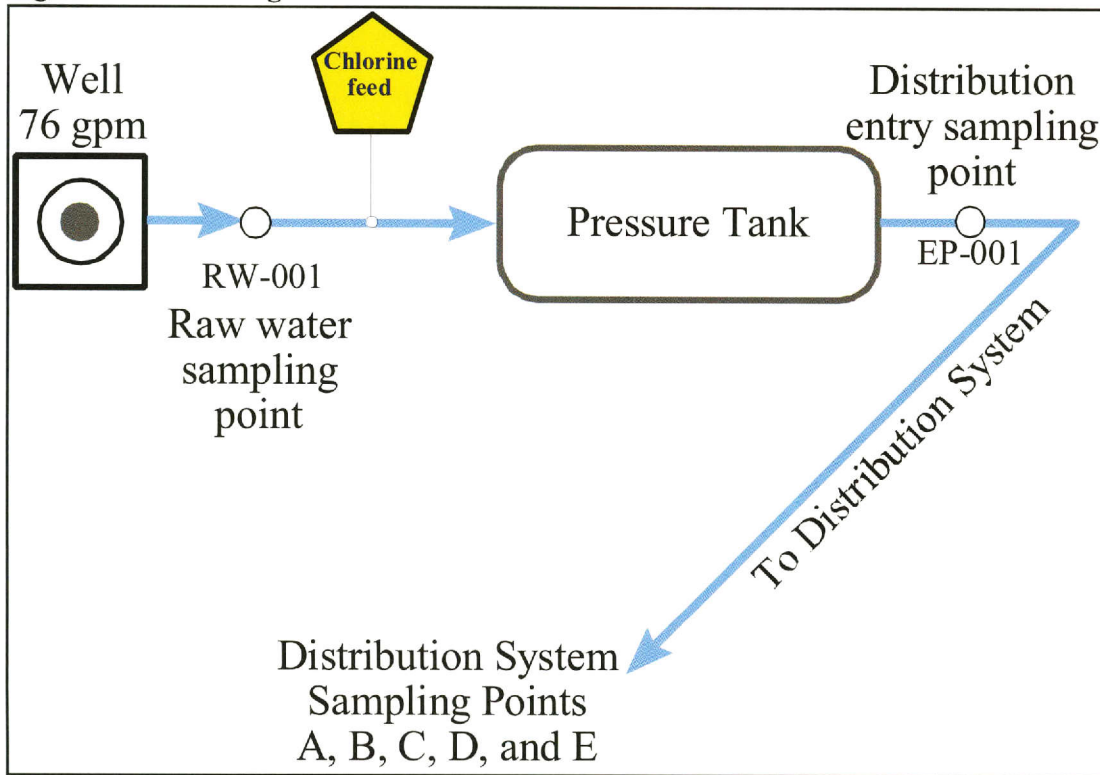 Chlorine
feed
Well
76 gpm
Distribution
entry sampling
point
Pressure Tank
RW-001
EP-001
Raw water
sampling
point
To Distribution System
Distribution System
Sampling Points
A, B, C, D, and E